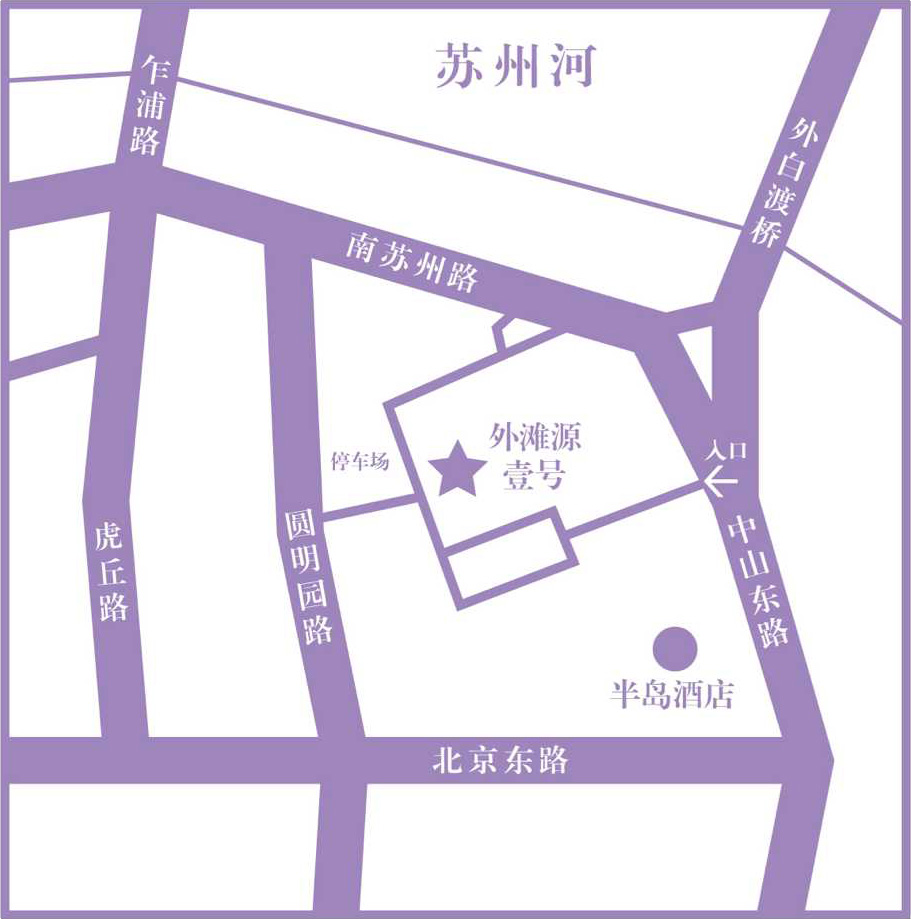 苏州河
乍浦路
外白渡桥
南苏州路
外滩源
壹号
入口
停车场
圆明园路
虎丘路
中山东路
半岛酒店
北京东路